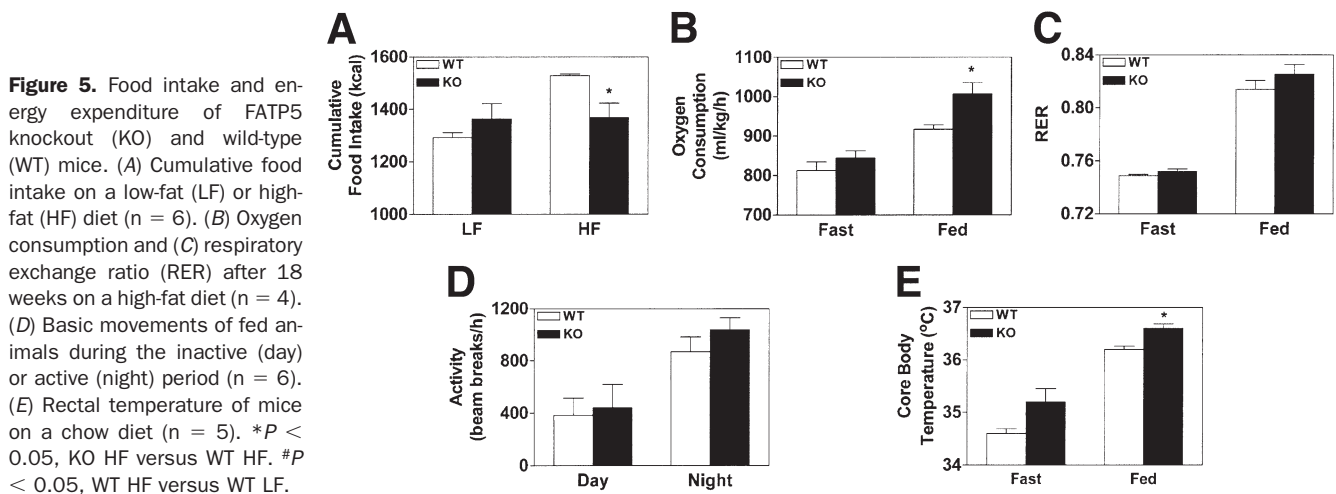 Figure 5. Food intake and en-
ergy expenditure of FATP5
knockout (KO) and wild-type
(WT) mice. (A) Cumulative food
intake on a low-fat (LF) or high-
fat (HF) diet (n = 6). (B) Oxygen
consumption and (C) respiratory
exchange ratio (RER) after 18
weeks on a high-fat diet (n = 4).
(D) Basic movements of fed an-
imals during the inactive (day)
or active (night) period (n = 6).
(E) Rectal temperature of mice
on a chow diet (n = 5). *P <
0.05, KO HF versus WT HF. #P
< 0.05, WT HF versus WT LF.
A
Cumulative
Food Intake (kcal)
1600
1400
1200
1000
WT
KO
*
LF HF
B
Oxygen
Consumption
(ml/kg/h)
1100
1000
900
800
700
WT
KO
*
Fast Fed
C
RER
0.84
0.80
0.76
0.72
WT
KO
Fast Fed
D
Activity
(beam breaks/h)
1200
800
400
0
WT
KO
Day Night
E
Core Body
Temperature (°C)
37
36
35
34
WT
KO
*
Fast Fed